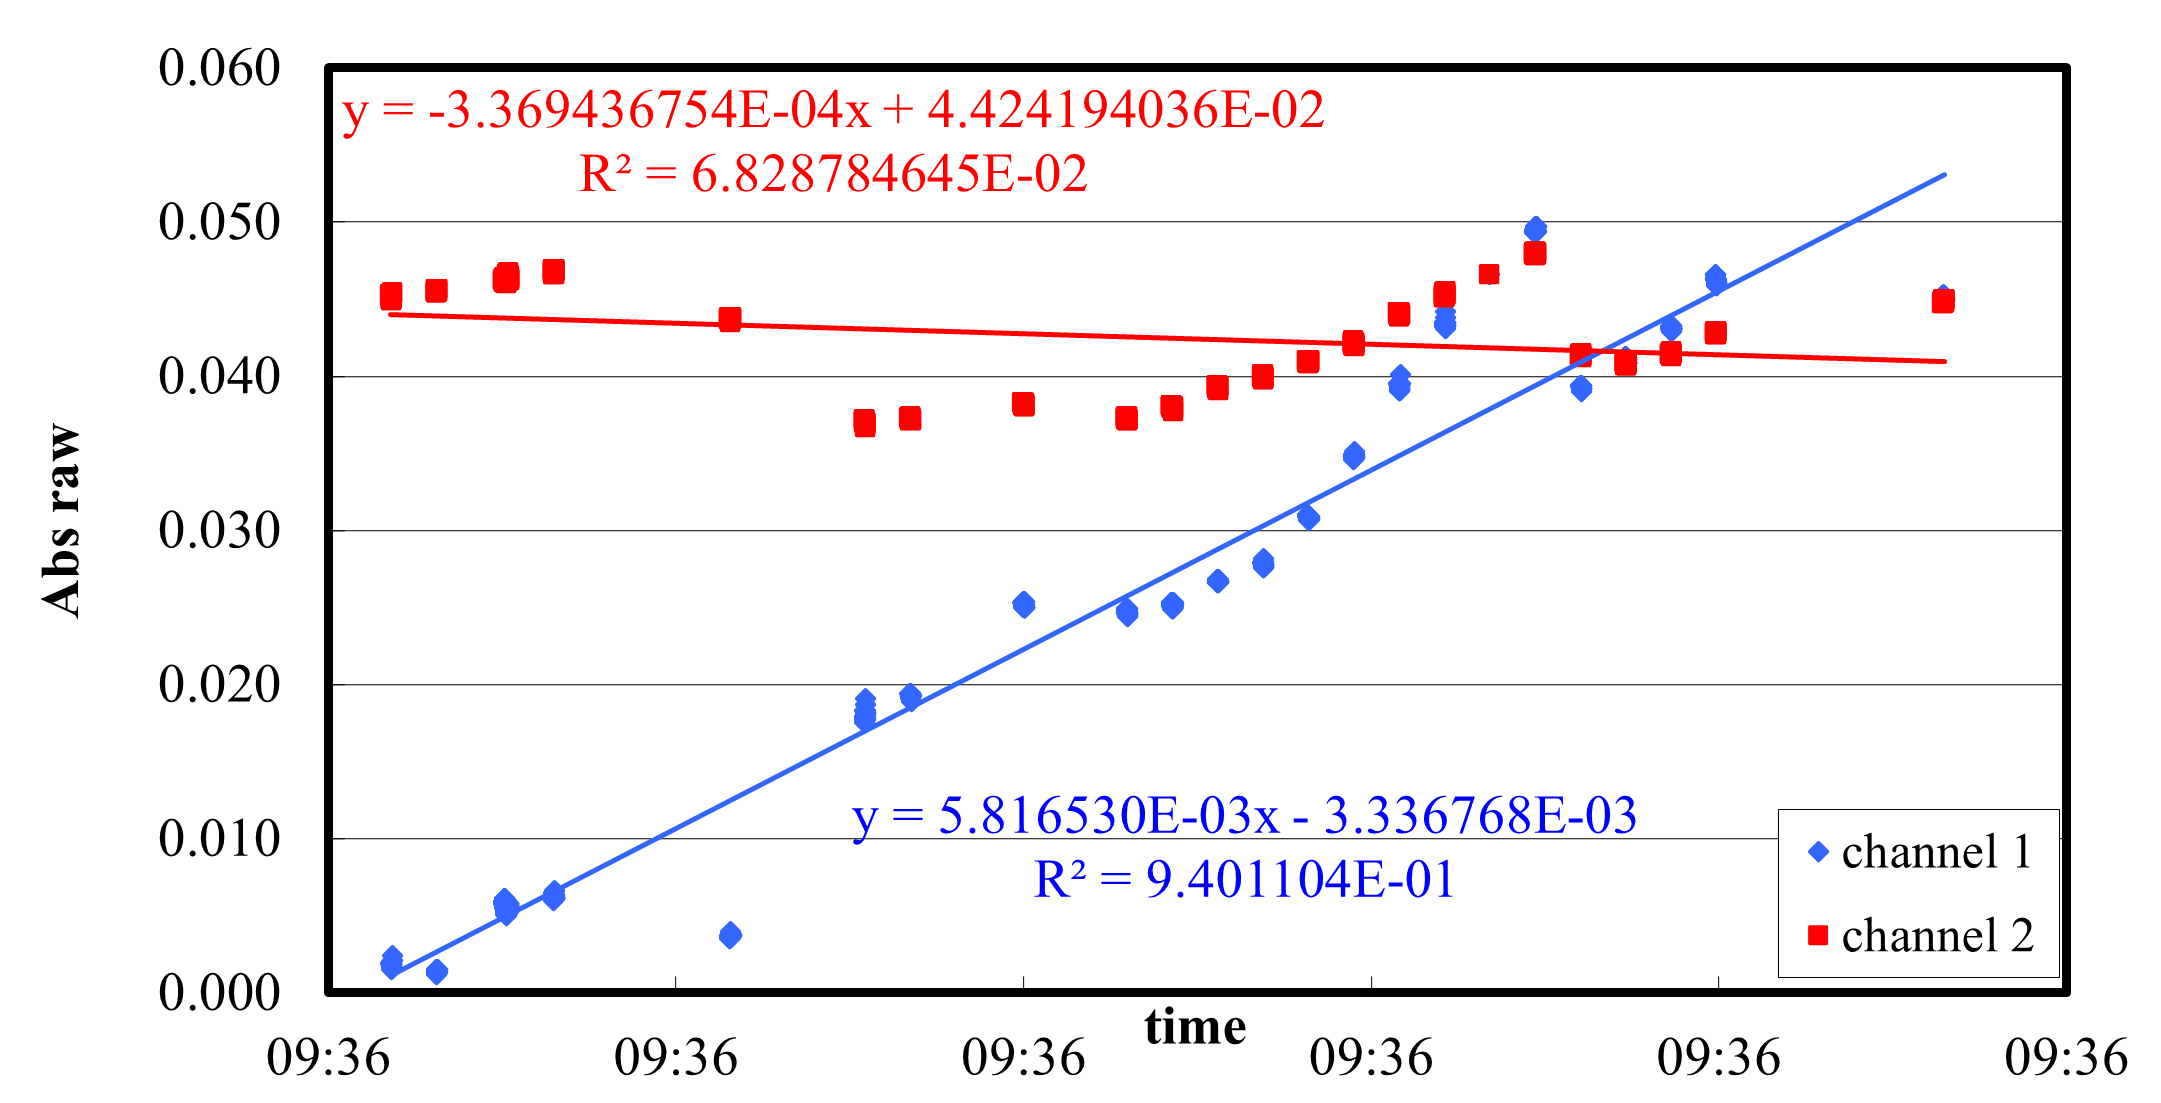 0.060
y = -3.369436754E-04x + 4.424194036E-02
R² = 6.828784645E-02
0.050
0.040
Abs raw
0.030
0.020
y = 5.816530E-03x - 3.336768E-03
0.010
R² = 9.401104E-01
channel 1
channel 2
0.000
time
09:36 09:36 09:36 09:36 09:36 09:36